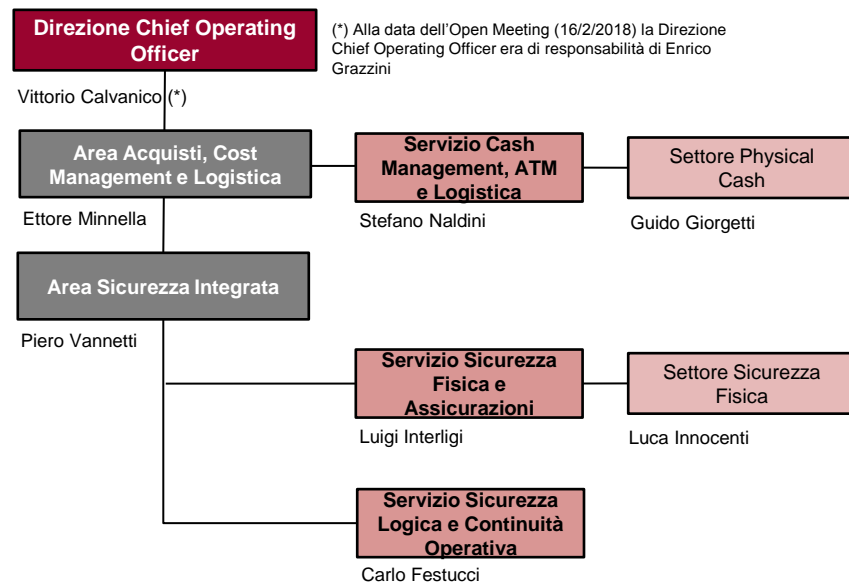 Direzione Chief Operating
Officer
(*) Alla data dell'Open Meeting (16/2/2018) la Direzione
Chief Operating Officer era di responsabilità di Enrico
Grazzini
Vittorio Calvanico (*)
Area Acquisti, Cost
Management e Logistica
Servizio Cash
Management, ATM
e Logistica
Settore Physical
Cash
Ettore Minnella
Stefano Naldini
Guido Giorgetti
Area Sicurezza Integrata
Piero Vannetti
Servizio Sicurezza
Fisica e
Assicurazioni
Settore Sicurezza
Fisica
Luigi Interligi
Luca Innocenti
Servizio Sicurezza
Logica e Continuità
Operativa
Carlo Festucci